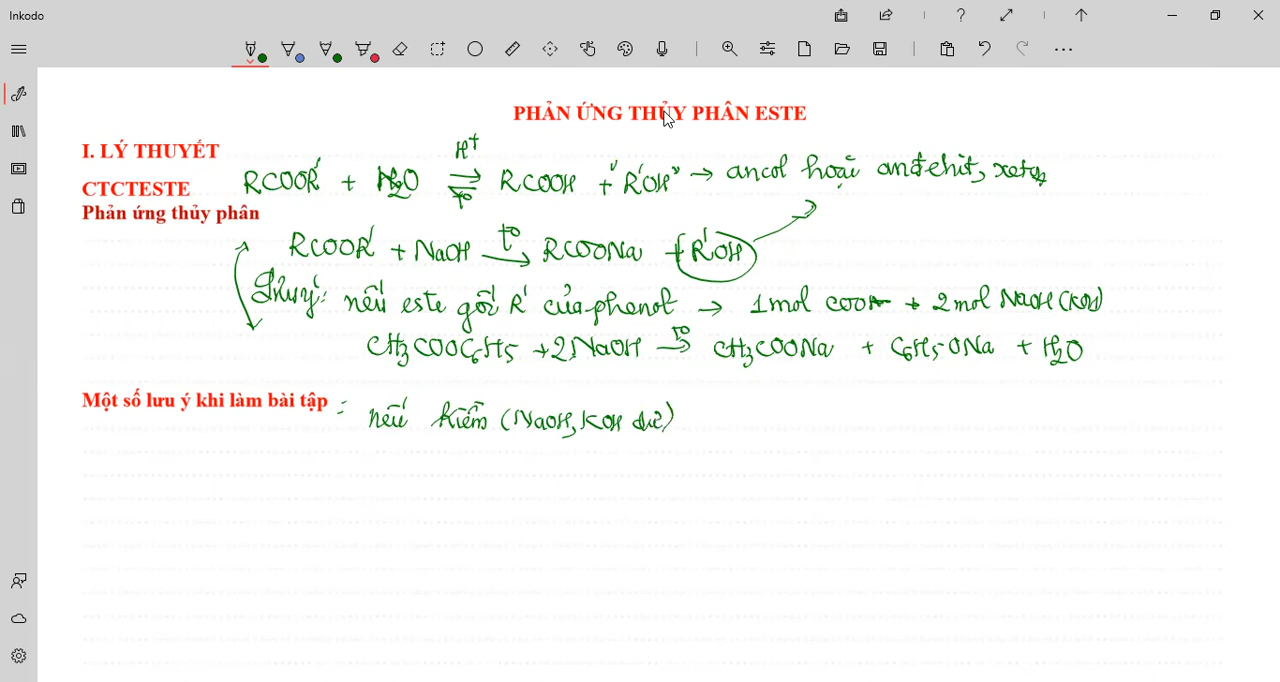 Inkodo
PHẢN ỨNG THỦY PHÂN ESTE
I. LÝ THUYẾT
CTCTESTE
RCOOR' + H2O ⇌ RCOOH + "R'OH" → ancol hoặc anđehit, xeton
H+
t°
Phản ứng thủy phân
RCOOR' + NaOH t°→ RCOONa + R'OH
Lưu ý: nếu este gốc R' của phenol → 1 mol COO + 2 mol NaOH (KOH)
CH3COOC6H5 + 2NaOH t°→ CH3COONa + C6H5ONa + H2O
Một số lưu ý khi làm bài tập : nếu kiềm (NaOH, KOH dư)